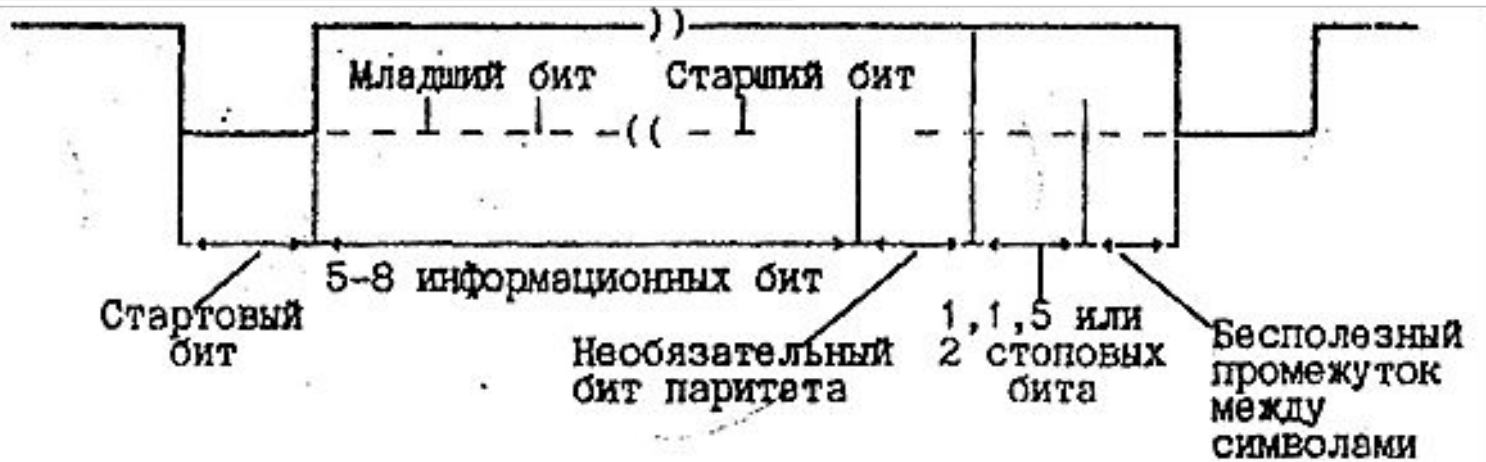 Младший бит
Старший бит
5-8 информационных бит
Стартовый
бит
Необязательный
бит паритета
1,1,5 или
2 стоповых
бита
Бесполезный
промежуток
между
символами